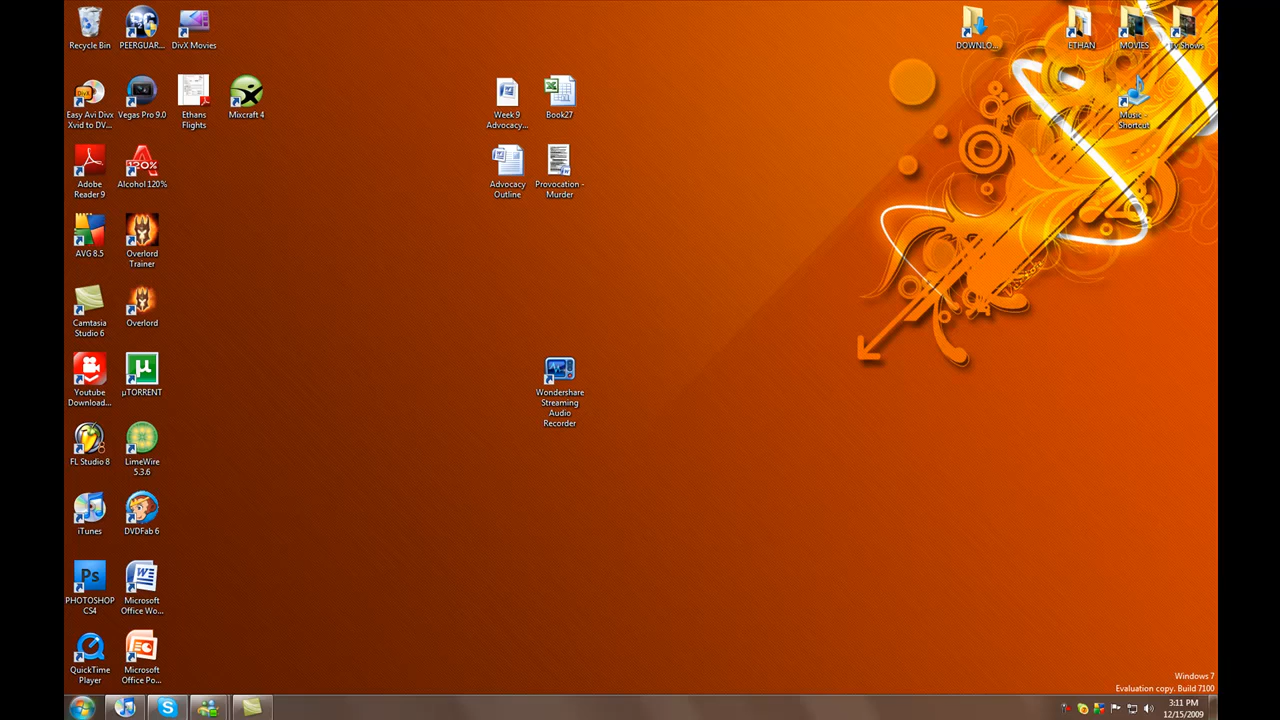 Recycle Bin
PEERGUAR...
DivX Movies
DOWNLO...
ETHAN
MOVIES
Tv Shows
Easy Avi Divx
Xvid to DV...
Vegas Pro 9.0
Ethans
Flights
Mixcraft 4
Week 9
Advocacy...
Book27
Music -
Shortcut
Adobe
Reader 9
Alcohol 120%
Advocacy
Outline
Provocation -
Murder
AVG 8.5
Overlord
Trainer
Camtasia
Studio 6
Overlord
Youtube
Download...
µTORRENT
Wondershare
Streaming
Audio
Recorder
FL Studio 8
LimeWire
5.3.6
iTunes
DVDFab 6
PHOTOSHOP
CS4
Microsoft
Office Wo...
QuickTime
Player
Microsoft
Office Po...
Windows 7
Evaluation copy. Build 7100
3:11 PM
12/15/2009